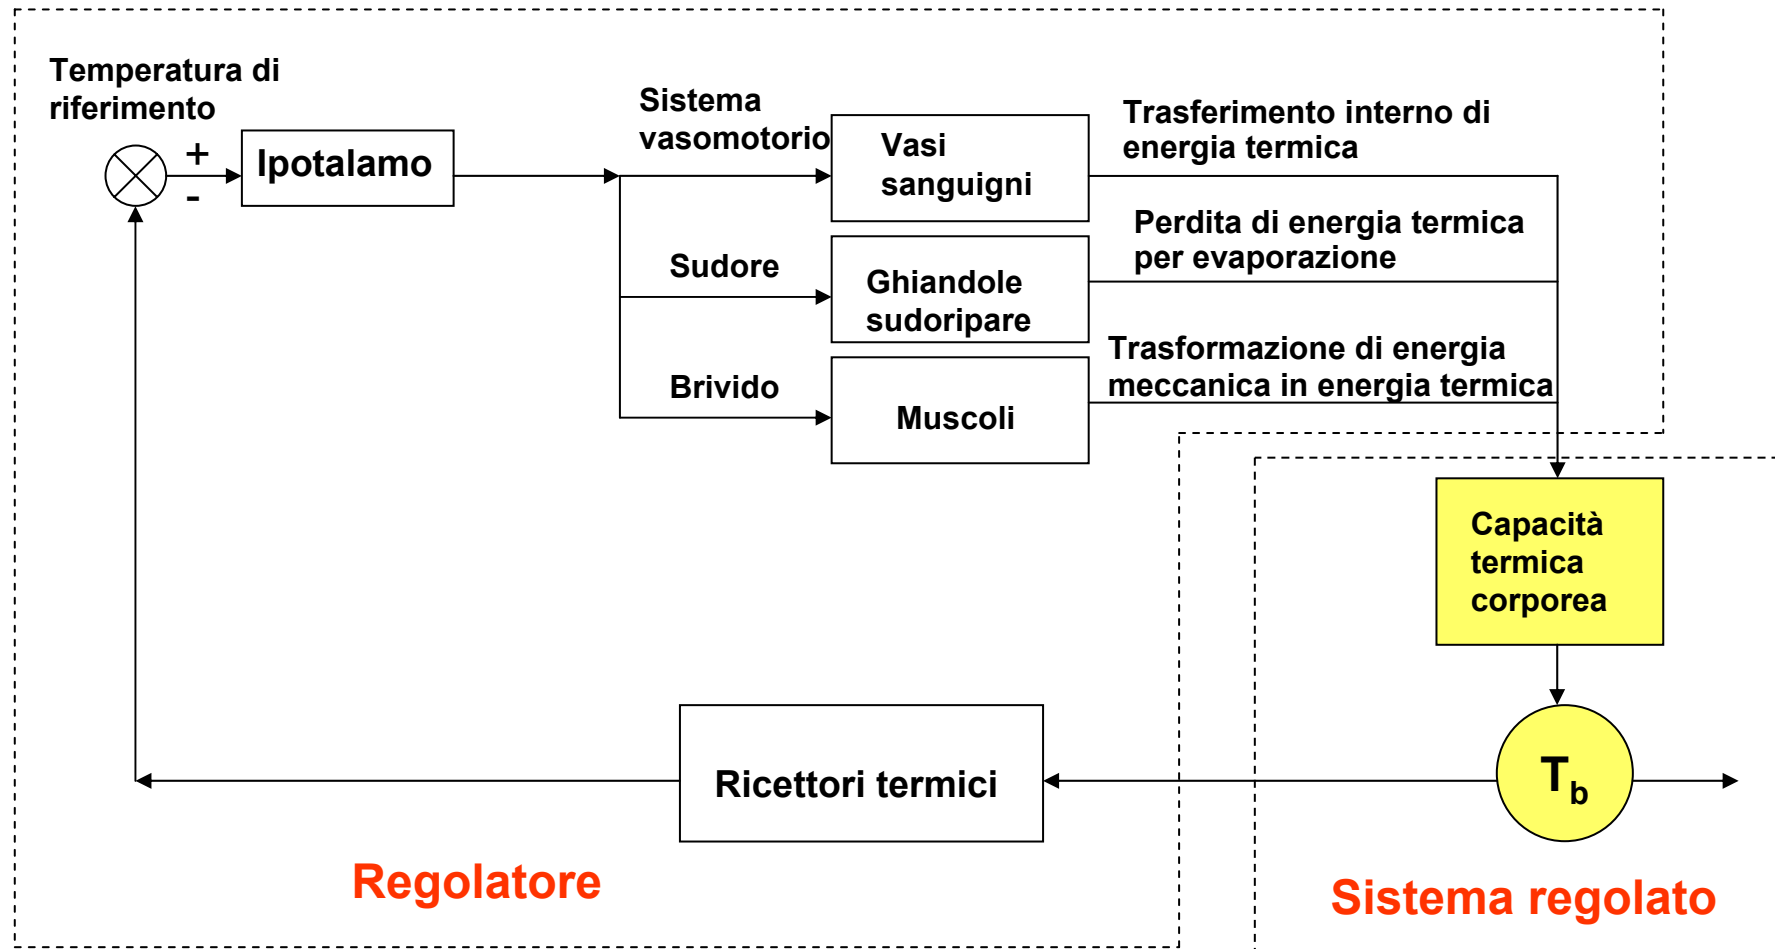 Temperatura di
riferimento
+
-
Ipotalamo
Sistema
vasomotorio
Vasi
sanguigni
Trasferimento interno di
energia termica
Sudore
Ghiandole
sudoripare
Perdita di energia termica
per evaporazione
Brivido
Muscoli
Trasformazione di energia
meccanica in energia termica
Capacità
termica
corporea
Ricettori termici
Tb
Regolatore
Sistema regolato